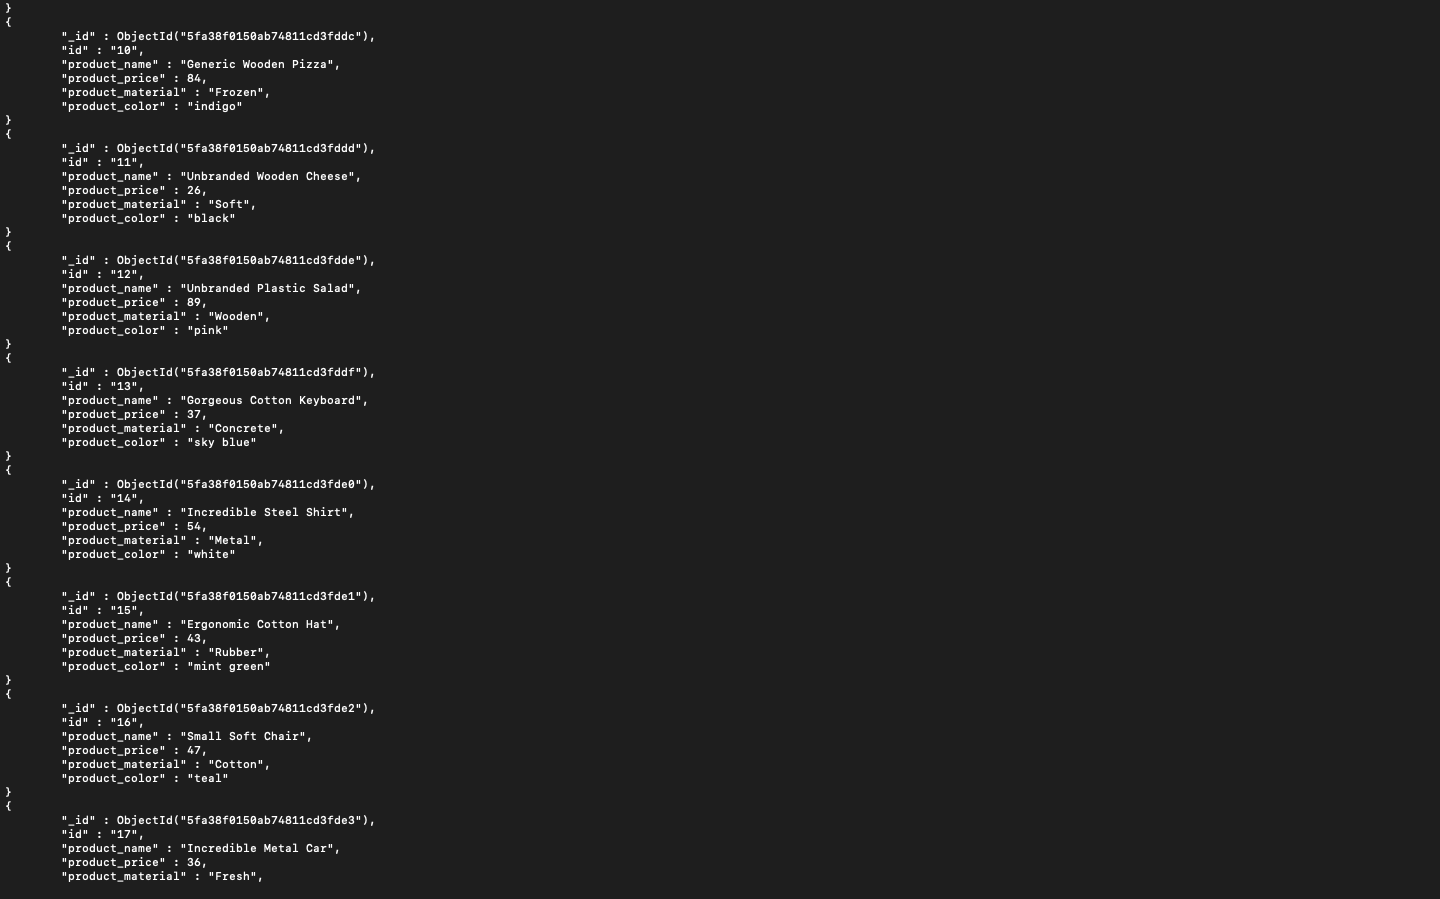 }
{
"_id" : ObjectId("5fa38f0150ab74811cd3fddc"),
"id" : "10",
"product_name" : "Generic Wooden Pizza",
"product_price" : 84,
"product_material" : "Frozen",
"product_color" : "indigo"
}
{
"_id" : ObjectId("5fa38f0150ab74811cd3fddd"),
"id" : "11",
"product_name" : "Unbranded Wooden Cheese",
"product_price" : 26,
"product_material" : "Soft",
"product_color" : "black"
}
{
"_id" : ObjectId("5fa38f0150ab74811cd3fdde"),
"id" : "12",
"product_name" : "Unbranded Plastic Salad",
"product_price" : 89,
"product_material" : "Wooden",
"product_color" : "pink"
}
{
"_id" : ObjectId("5fa38f0150ab74811cd3fddf"),
"id" : "13",
"product_name" : "Gorgeous Cotton Keyboard",
"product_price" : 37,
"product_material" : "Concrete",
"product_color" : "sky blue"
}
{
"_id" : ObjectId("5fa38f0150ab74811cd3fde0"),
"id" : "14",
"product_name" : "Incredible Steel Shirt",
"product_price" : 54,
"product_material" : "Metal",
"product_color" : "white"
}
{
"_id" : ObjectId("5fa38f0150ab74811cd3fde1"),
"id" : "15",
"product_name" : "Ergonomic Cotton Hat",
"product_price" : 43,
"product_material" : "Rubber",
"product_color" : "mint green"
}
{
"_id" : ObjectId("5fa38f0150ab74811cd3fde2"),
"id" : "16",
"product_name" : "Small Soft Chair",
"product_price" : 47,
"product_material" : "Cotton",
"product_color" : "teal"
}
{
"_id" : ObjectId("5fa38f0150ab74811cd3fde3"),
"id" : "17",
"product_name" : "Incredible Metal Car",
"product_price" : 36,
"product_material" : "Fresh",